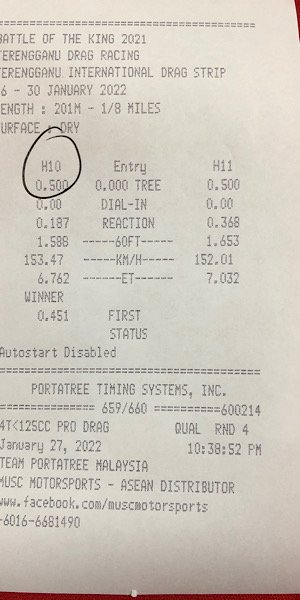 BATTLE OF THE KING 2021
TERENGGANU DRAG RACING
TERENGGANU INTERNATIONAL DRAG STRIP
6 - 30 JANUARY 2022
LENGTH : 201M - 1/8 MILES
SURFACE : DRY
H10 Entry H11
0.500 0.000 TREE 0.500
0.00 DIAL-IN 0.00
0.187 REACTION 0.368
1.588 -----60FT----- 1.653
153.47 -----KM/H----- 152.01
6.762 ------ET------ 7.032
WINNER
0.451 FIRST
STATUS
Autostart Disabled
PORTATREE TIMING SYSTEMS, INC.
============ 659/660 ==========600214
4T<125CC PRO DRAG QUAL RND 4
January 27, 2022 10:38:52 PM
TEAM PORTATREE MALAYSIA
MUSC MOTORSPORTS - ASEAN DISTRIBUTOR
www.facebook.com/muscmotorsports
-6016-6681490